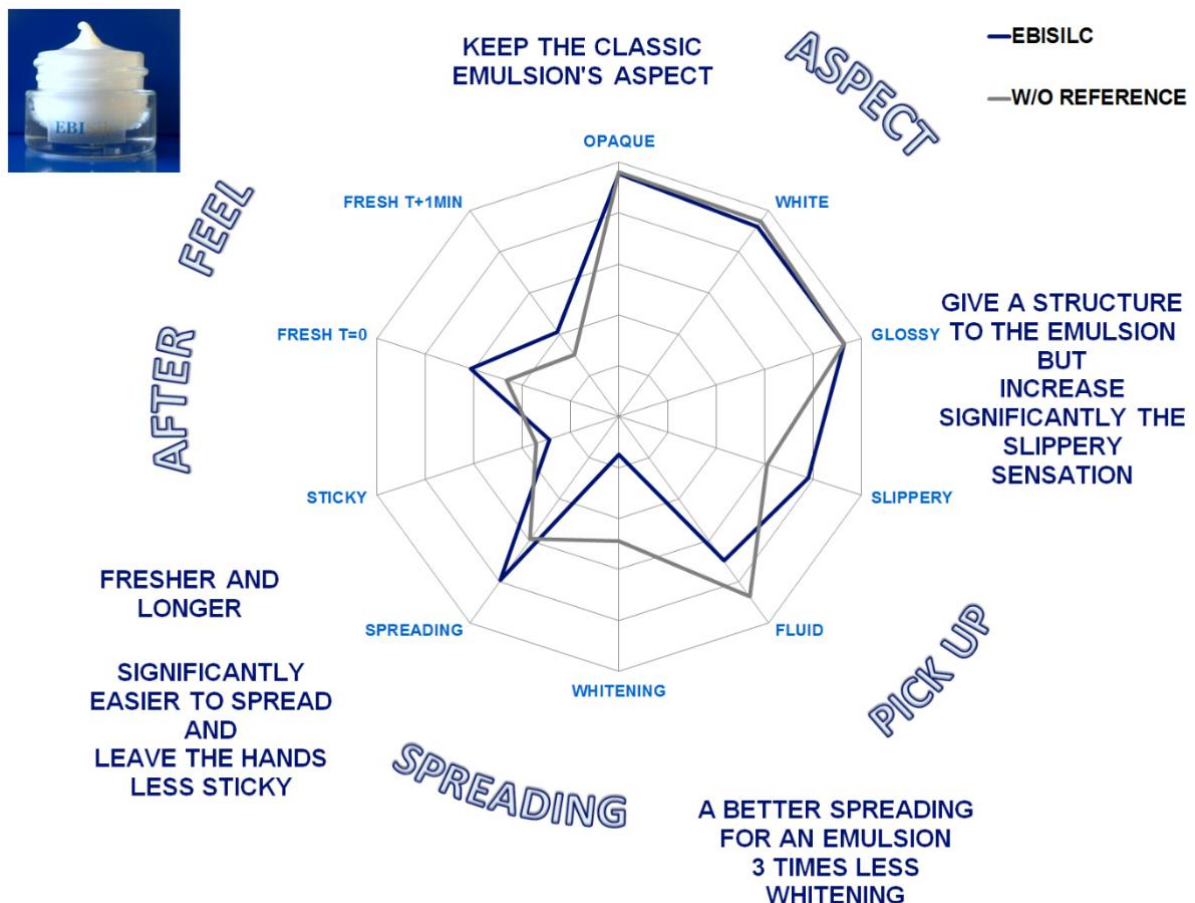 EBI
KEEP THE CLASSIC
EMULSION'S ASPECT
ASPECT
EBISILC
W/O REFERENCE
OPAQUE
WHITE
GLOSSY
SLIPPERY
FLUID
WHITENING
SPREADING
STICKY
FRESH T=0
FRESH T+1MIN
GIVE A STRUCTURE
TO THE EMULSION
BUT
INCREASE
SIGNIFICANTLY THE
SLIPPERY
SENSATION
PICK UP
A BETTER SPREADING
FOR AN EMULSION
3 TIMES LESS
WHITENING
SPREADING
SIGNIFICANTLY
EASIER TO SPREAD
AND
LEAVE THE HANDS
LESS STICKY
FRESHER AND
LONGER
AFTER FEEL